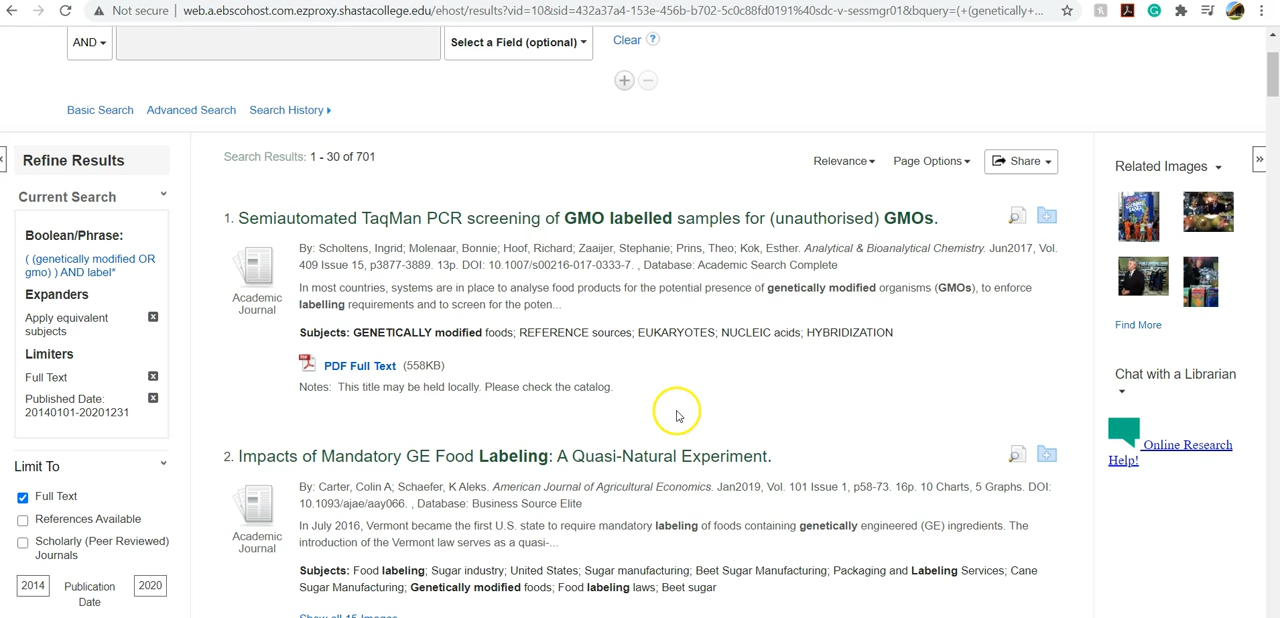 Not secure
web.a.ebscohost.com.ezproxy.shastacollege.edu/ehost/results?vid=10&sid=432a37a4-153e-456b-b702-5c0c88fd0191%40sdc-v-sessmgr01&bquery=(+(genetically+...
AND
Select a Field (optional)
Clear ?
Basic Search Advanced Search Search History
Refine Results
Current Search
Boolean/Phrase:
( (genetically modified OR
gmo) ) AND label*
Expanders
Apply equivalent
subjects
Limiters
Full Text
Published Date:
20140101-20201231
Limit To
Full Text
References Available
Scholarly (Peer Reviewed)
Journals
2014 Publication 2020
Date
Search Results: 1 - 30 of 701
Relevance Page Options Share
1. Semiautomated TaqMan PCR screening of GMO labelled samples for (unauthorised) GMOs.
Academic
Journal
By: Scholtens, Ingrid; Molenaar, Bonnie; Hoof, Richard; Zaaijer, Stephanie; Prins, Theo; Kok, Esther. Analytical & Bioanalytical Chemistry. Jun2017, Vol.
409 Issue 15, p3877-3889. 13p. DOI: 10.1007/s00216-017-0333-7. , Database: Academic Search Complete
In most countries, systems are in place to analyse food products for the potential presence of genetically modified organisms (GMOs), to enforce
labelling requirements and to screen for the poten...
Subjects: GENETICALLY modified foods; REFERENCE sources; EUKARYOTES; NUCLEIC acids; HYBRIDIZATION
PDF Full Text (558KB)
Notes: This title may be held locally. Please check the catalog.
2. Impacts of Mandatory GE Food Labeling: A Quasi-Natural Experiment.
Academic
Journal
By: Carter, Colin A; Schaefer, K Aleks. American Journal of Agricultural Economics. Jan2019, Vol. 101 Issue 1, p58-73. 16p. 10 Charts, 5 Graphs. DOI:
10.1093/ajae/aay066. , Database: Business Source Elite
In July 2016, Vermont became the first U.S. state to require mandatory labeling of foods containing genetically engineered (GE) ingredients. The
introduction of the Vermont law serves as a quasi-...
Subjects: Food labeling; Sugar industry; United States; Sugar manufacturing; Beet Sugar Manufacturing; Packaging and Labeling Services; Cane
Sugar Manufacturing; Genetically modified foods; Food labeling laws; Beet sugar
Show all 15 Images
Related Images
Find More
Chat with a Librarian
Online Research
Help!